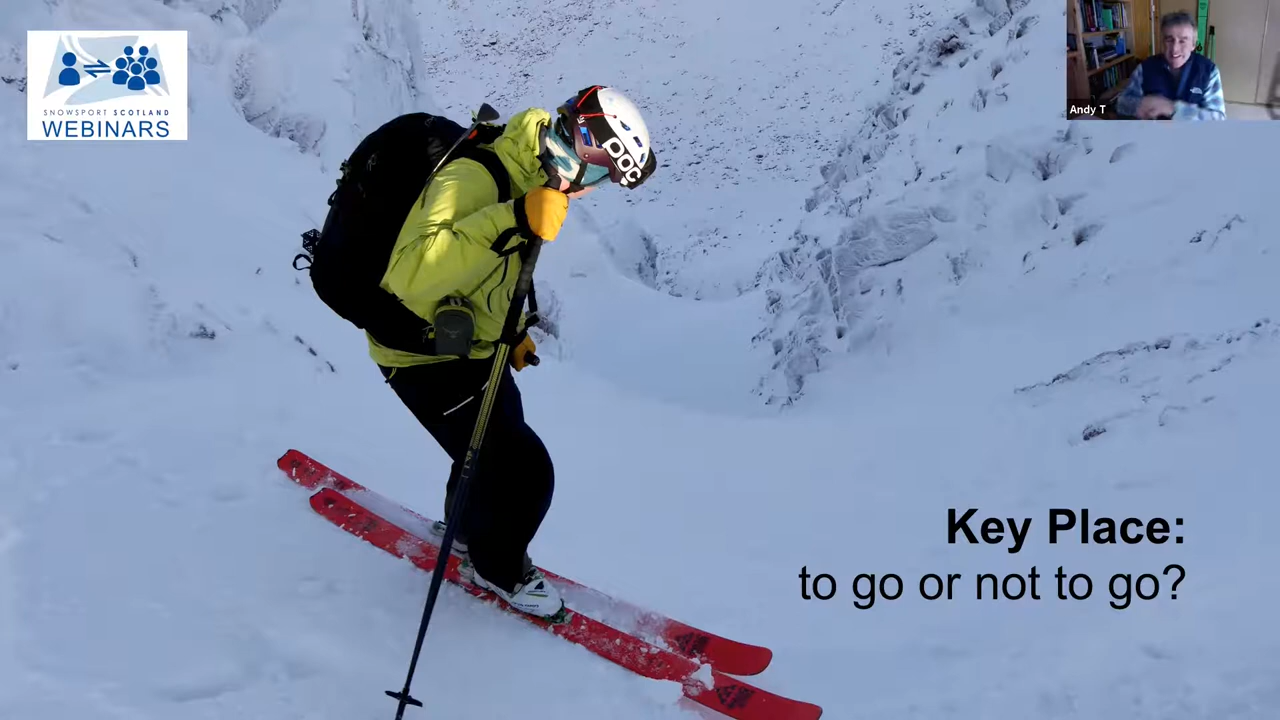 SNOWSPORT SCOTLAND
WEBINARS
Andy T
POC
Key Place:
to go or not to go?